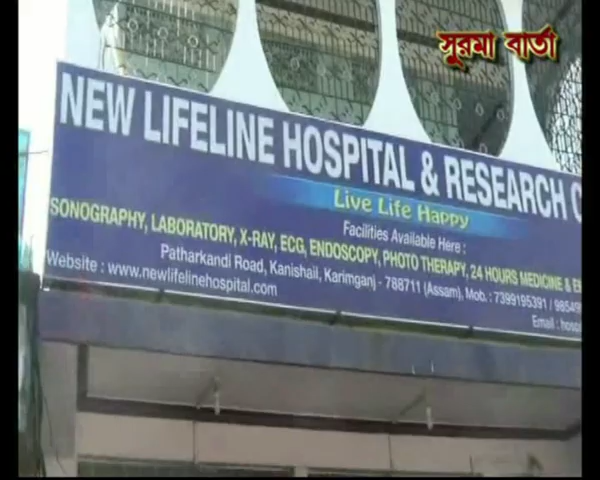 সুরমা বার্তা
NEW LIFELINE HOSPITAL & RESEARCH
Live Life Happy
Facilities Available Here :
SONOGRAPHY, LABORATORY, X-RAY, ECG, ENDOSCOPY, PHOTO THERAPY, 24 HOURS MEDICINE &
Patharkandi Road, Kanishail, Karimganj - 788711 (Assam), Mob. : 7399195391 /
Website : www.newlifelinehospital.com
Email :